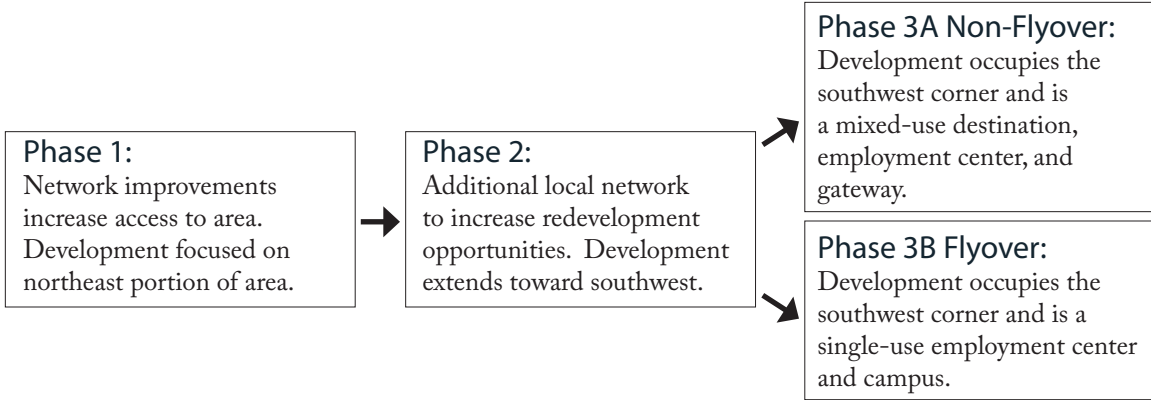 Phase 1:
Network improvements
increase access to area.
Development focused on
northeast portion of area.
Phase 2:
Additional local network
to increase redevelopment
opportunities.  Development
extends toward southwest.
Phase 3A Non-Flyover:
Development occupies the
southwest corner and is
a mixed-use destination,
employment center, and
gateway.
Phase 3B Flyover:
Development occupies the
southwest corner and is a
single-use employment center
and campus.